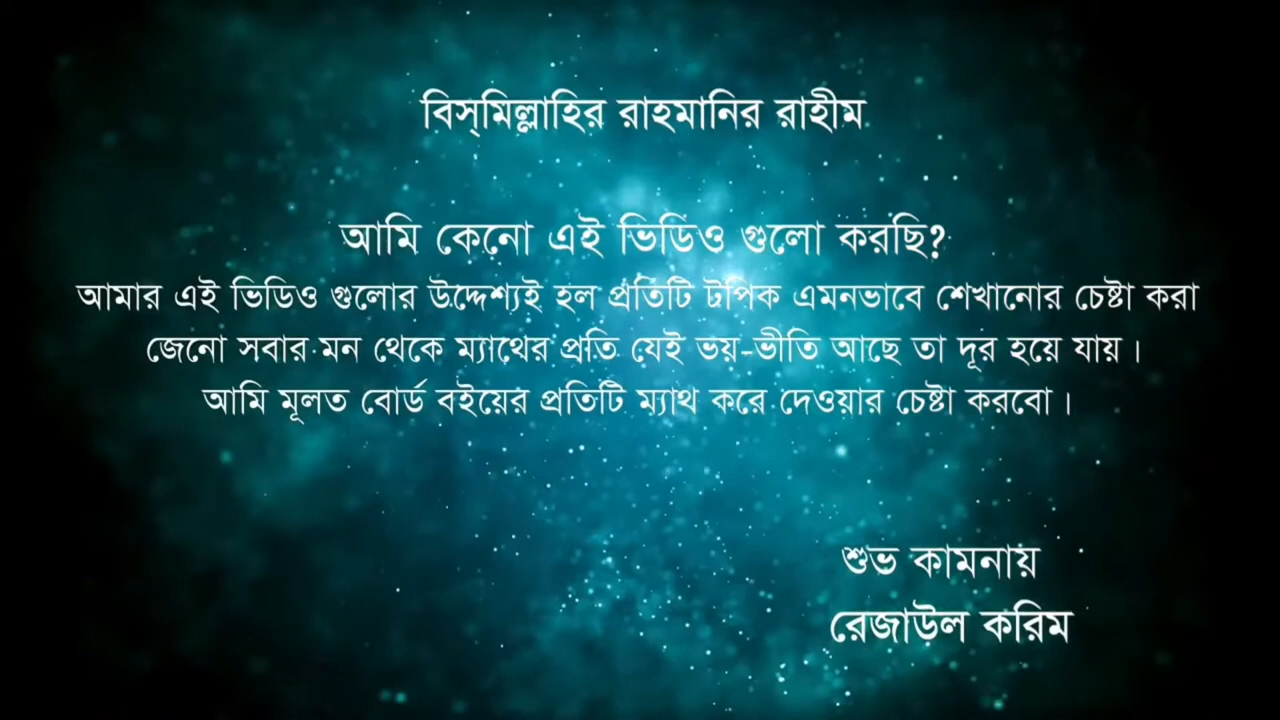 বিস্‌মিল্লাহির রাহমানির রাহীম
আমি কেনো এই ভিডিও গুলো করছি?
আমার এই ভিডিও গুলোর উদ্দেশ্যই হল প্রতিটি টপিক এমনভাবে শেখানোর চেষ্টা করা
জেনো সবার মন থেকে ম্যাথের প্রতি যেই ভয়-ভীতি আছে তা দূর হয়ে যায়।
আমি মূলত বোর্ড বইয়ের প্রতিটি ম্যাথ করে দেওয়ার চেষ্টা করবো।
শুভ কামনায়
রেজাউল করিম